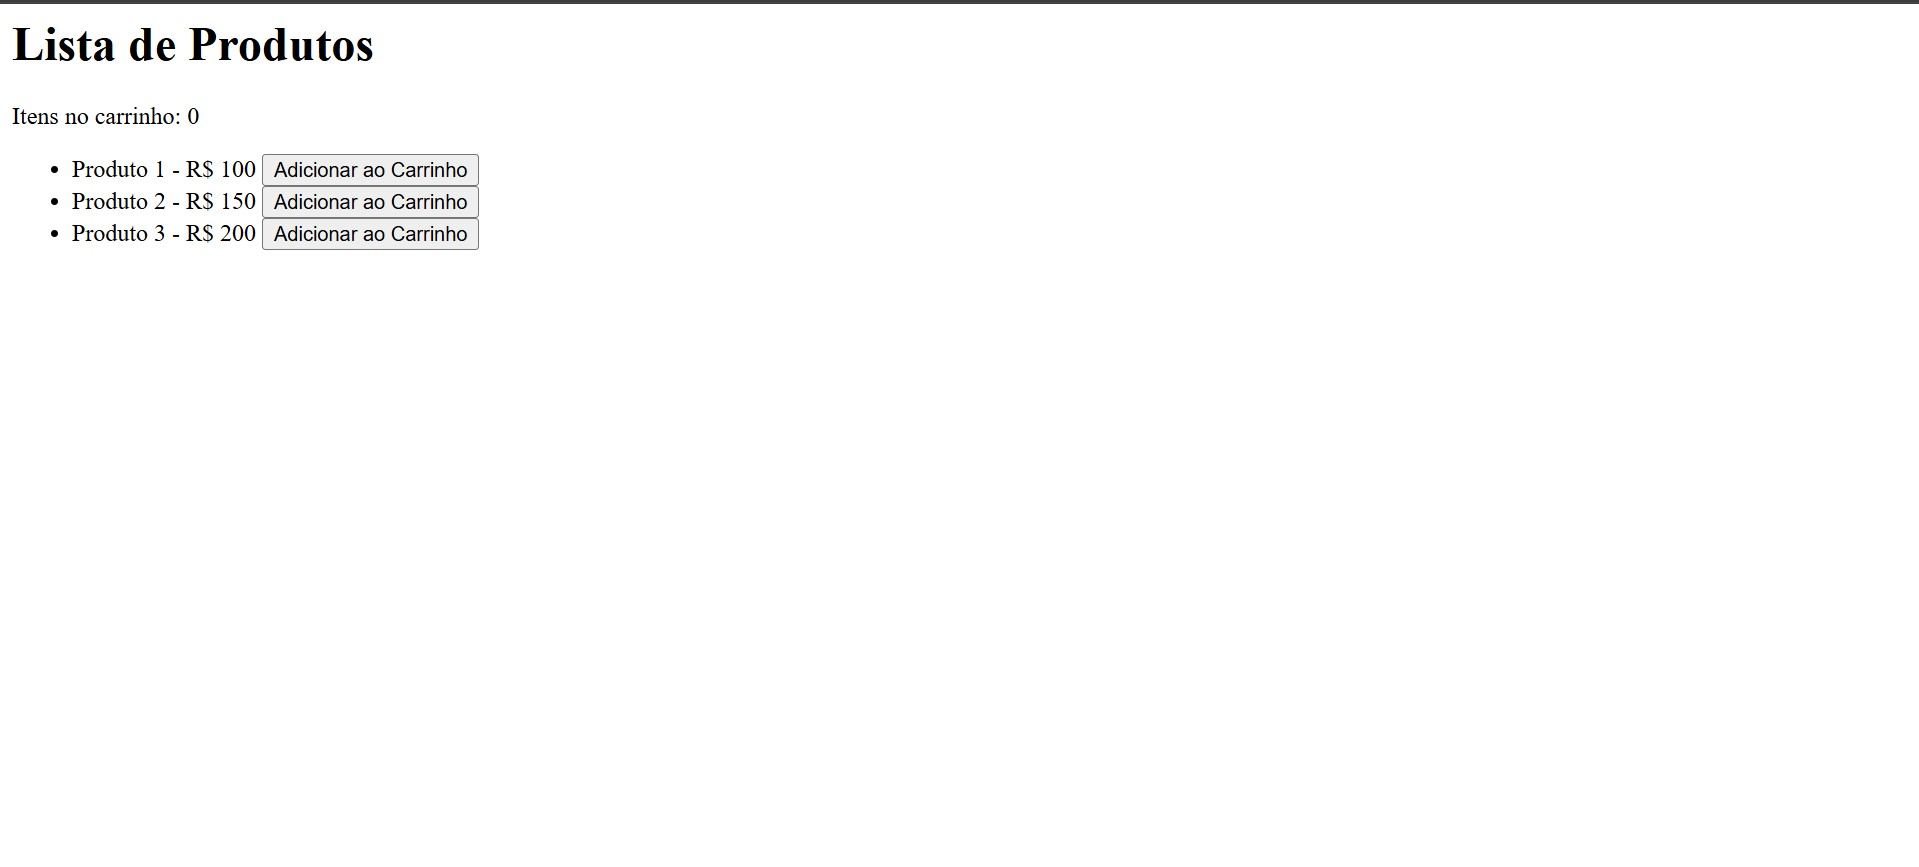 Lista de Produtos
Itens no carrinho: 0
Produto 1 - R$ 100 Adicionar ao Carrinho
Produto 2 - R$ 150 Adicionar ao Carrinho
Produto 3 - R$ 200 Adicionar ao Carrinho